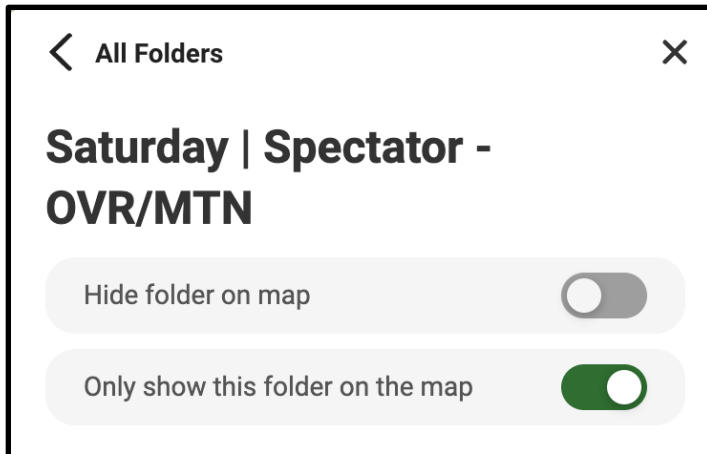 All Folders
Saturday | Spectator -
OVR/MTN
Hide folder on map
Only show this folder on the map